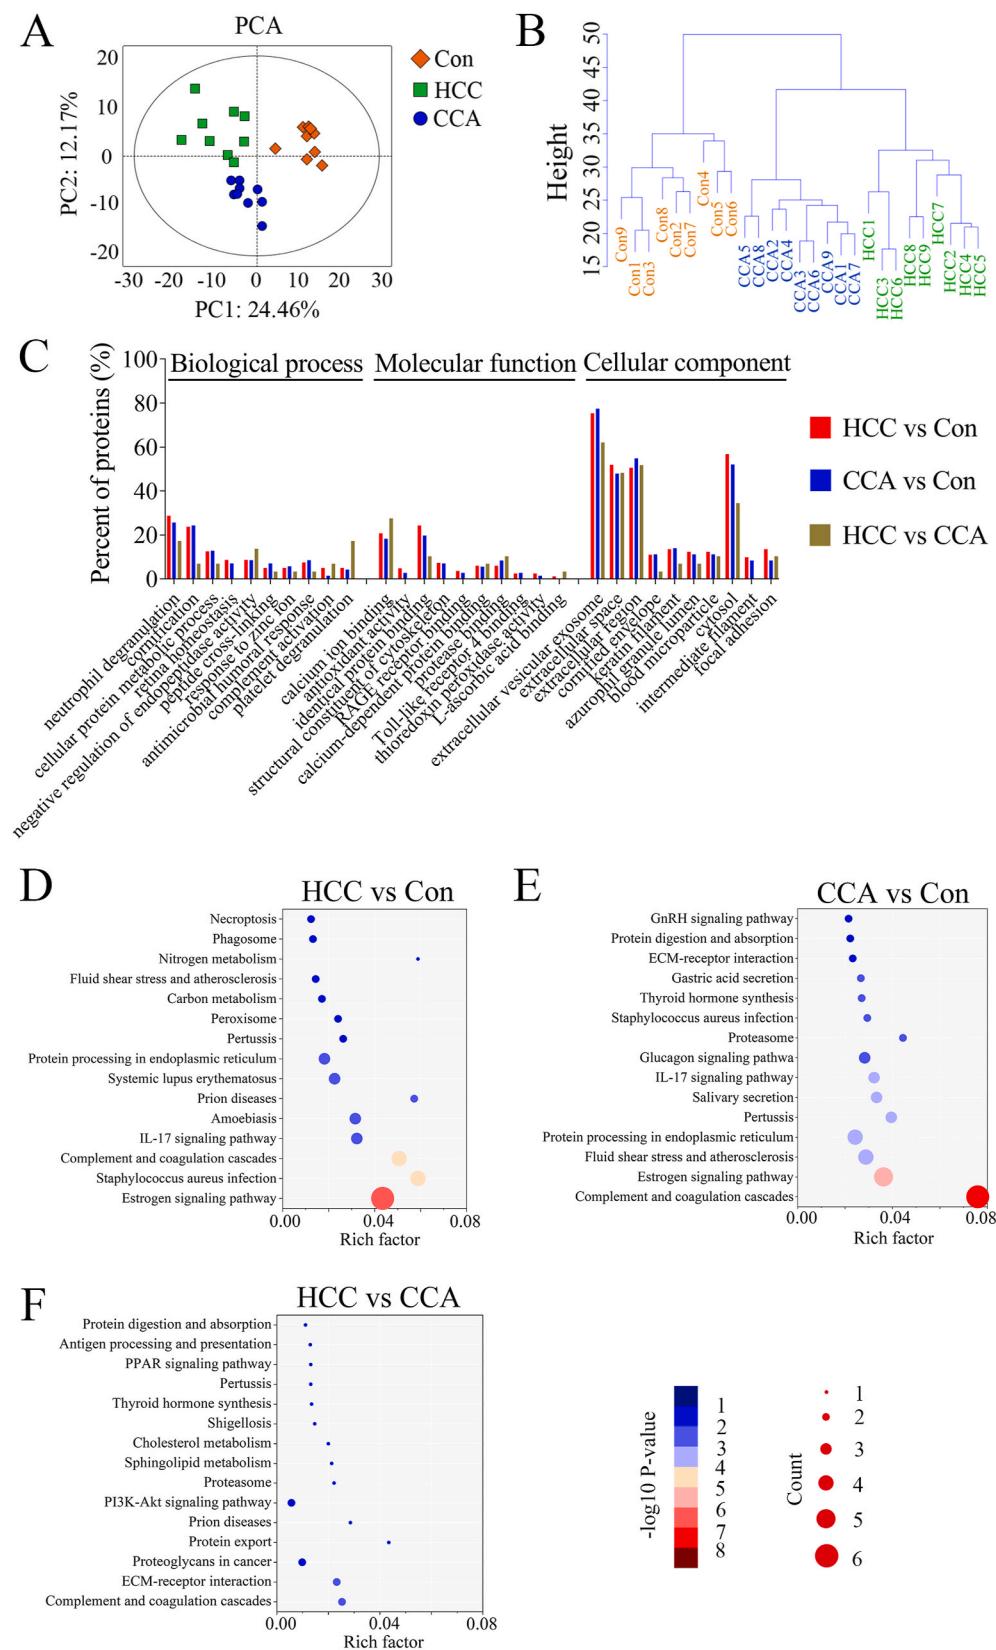 A
PCA
PC2: 12.17%
20
10
0
-10
-20
-30
-20
-10
0
10
20
30
PC1: 24.46%
Con
HCC
CCA
B
Height
50
45
40
35
30
25
20
15
Con9
Con1
Con3
Con8
Con2
Con7
Con4
Con5
Con6
CCA5
CCA8
CCA2
CCA4
CCA3
CCA6
CCA9
CCA1
CCA7
HCC1
HCC3
HCC6
HCC8
HCC9
HCC7
HCC2
HCC4
HCC5
C
Percent of proteins (%)
100
80
60
40
20
0
Biological process
Molecular function
Cellular component
HCC vs Con
CCA vs Con
HCC vs CCA
neutrophil degranulation
cornification
cellular protein metabolic process
retina homeostasis
negative regulation of endopeptidase activity
peptide cross-linking
response to zinc ion
antimicrobial humoral response
complement activation
platelet degranulation
calcium ion binding
antioxidant activity
identical protein binding
structural constituent of cytoskeleton
RAGE receptor binding
calcium-dependent protein binding
protease binding
Toll-like receptor 4 binding
thioredoxin peroxidase activity
L-ascorbic acid binding
extracellular vesicular exosome
extracellular space
extracellular region
cornified envelope
keratin filament
azurophil granule lumen
blood microparticle
cytosol
intermediate filament
focal adhesion
D
HCC vs Con
Necroptosis
Phagosome
Nitrogen metabolism
Fluid shear stress and atherosclerosis
Carbon metabolism
Peroxisome
Pertussis
Protein processing in endoplasmic reticulum
Systemic lupus erythematosus
Prion diseases
Amoebiasis
IL-17 signaling pathway
Complement and coagulation cascades
Staphylococcus aureus infection
Estrogen signaling pathway
0.00
0.04
0.08
Rich factor
E
CCA vs Con
GnRH signaling pathway
Protein digestion and absorption
ECM-receptor interaction
Gastric acid secretion
Thyroid hormone synthesis
Staphylococcus aureus infection
Proteasome
Glucagon signaling pathwa
IL-17 signaling pathway
Salivary secretion
Pertussis
Protein processing in endoplasmic reticulum
Fluid shear stress and atherosclerosis
Estrogen signaling pathway
Complement and coagulation cascades
0.00
0.04
0.08
Rich factor
F
HCC vs CCA
Protein digestion and absorption
Antigen processing and presentation
PPAR signaling pathway
Pertussis
Thyroid hormone synthesis
Shigellosis
Cholesterol metabolism
Sphingolipid metabolism
Proteasome
PI3K-Akt signaling pathway
Prion diseases
Protein export
Proteoglycans in cancer
ECM-receptor interaction
Complement and coagulation cascades
0.00
0.04
0.08
Rich factor
-log10 P-value
1
2
3
4
5
6
7
8
Count
1
2
3
4
5
6